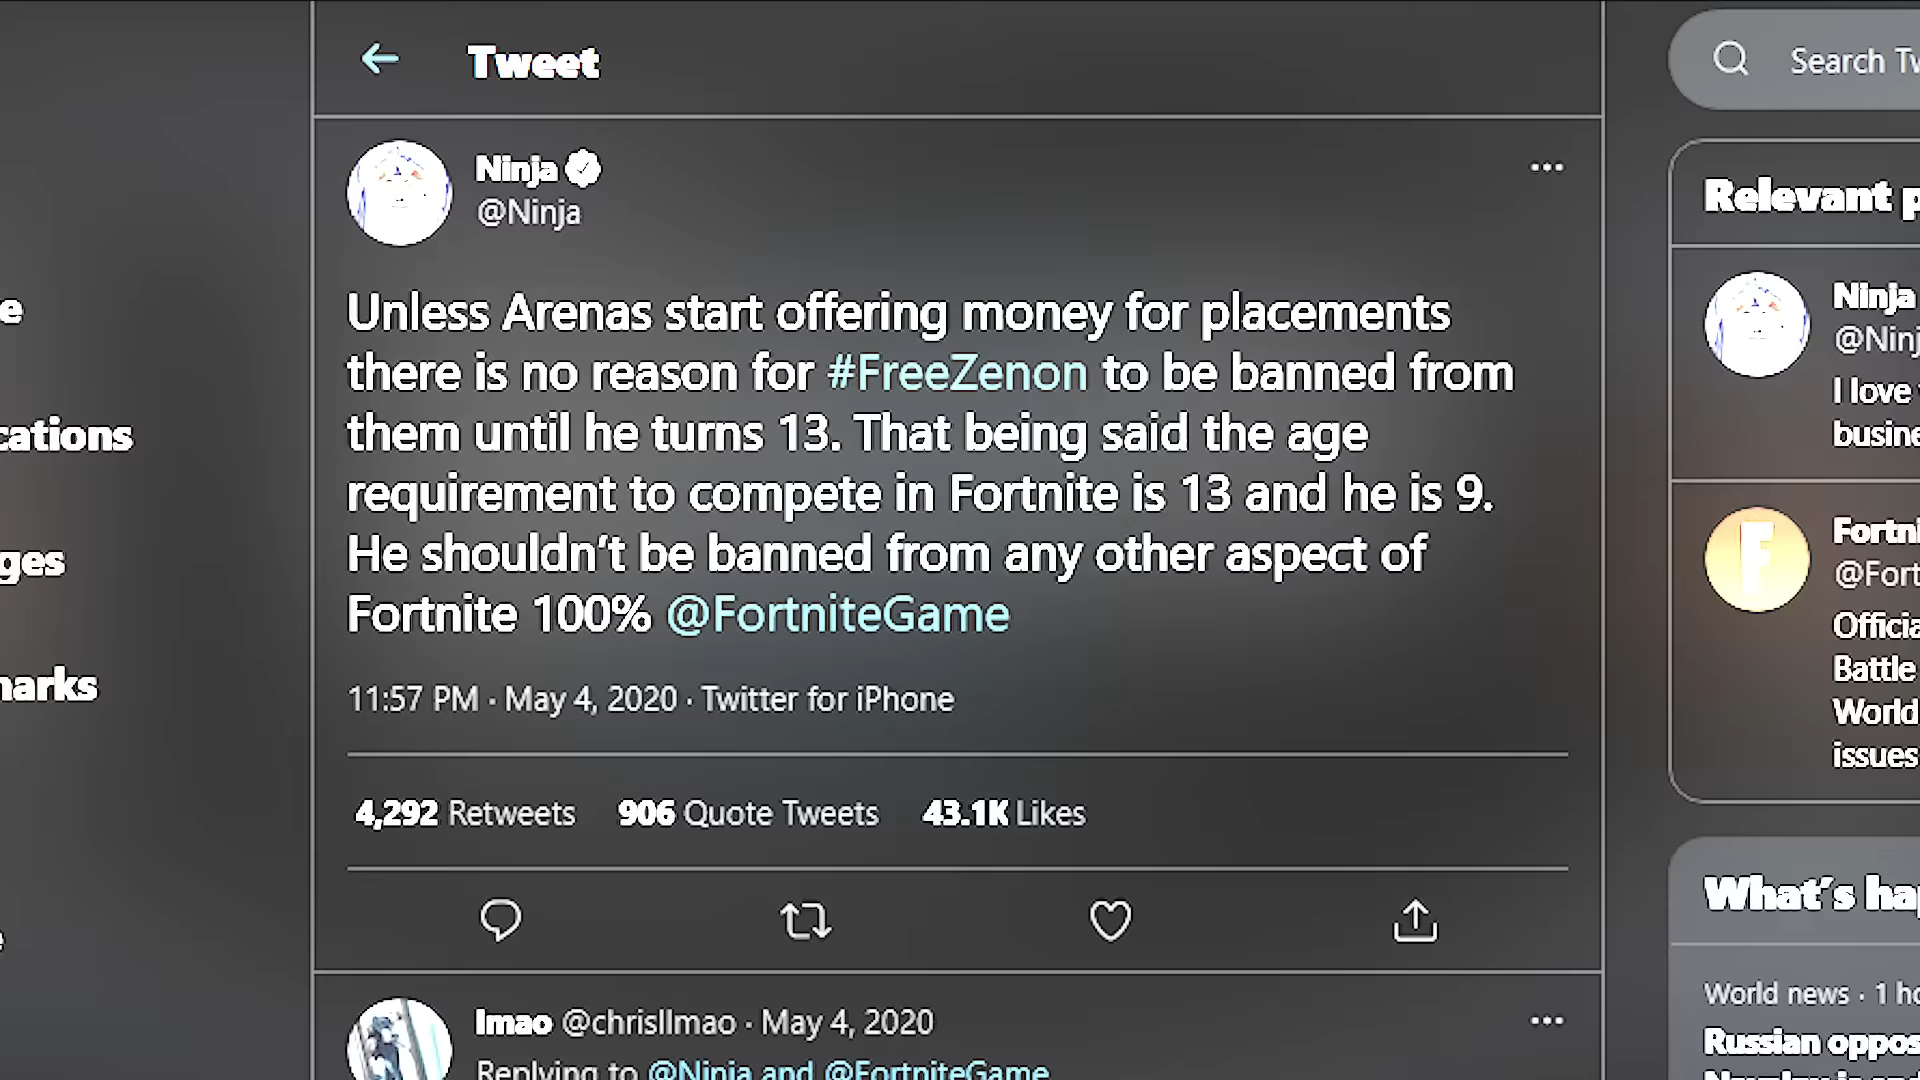 Tweet
Search Tw
Ninja
@Ninja
Unless Arenas start offering money for placements
there is no reason for #FreeZenon to be banned from
them until he turns 13. That being said the age
requirement to compete in Fortnite is 13 and he is 9.
He shouldn't be banned from any other aspect of
Fortnite 100% @FortniteGame
11:57 PM · May 4, 2020 · Twitter for iPhone
4,292 Retweets 906 Quote Tweets 43.1K Likes
lmao @chrisllmao · May 4, 2020
Replying to @Ninja and @FortniteGame
e
cations
ges
narks
Relevant p
Ninja
@Ninj
I love
busine
Fortni
@Fort
Officia
Battle
World
issues
What's hap
World news · 1 ho
Russian oppos